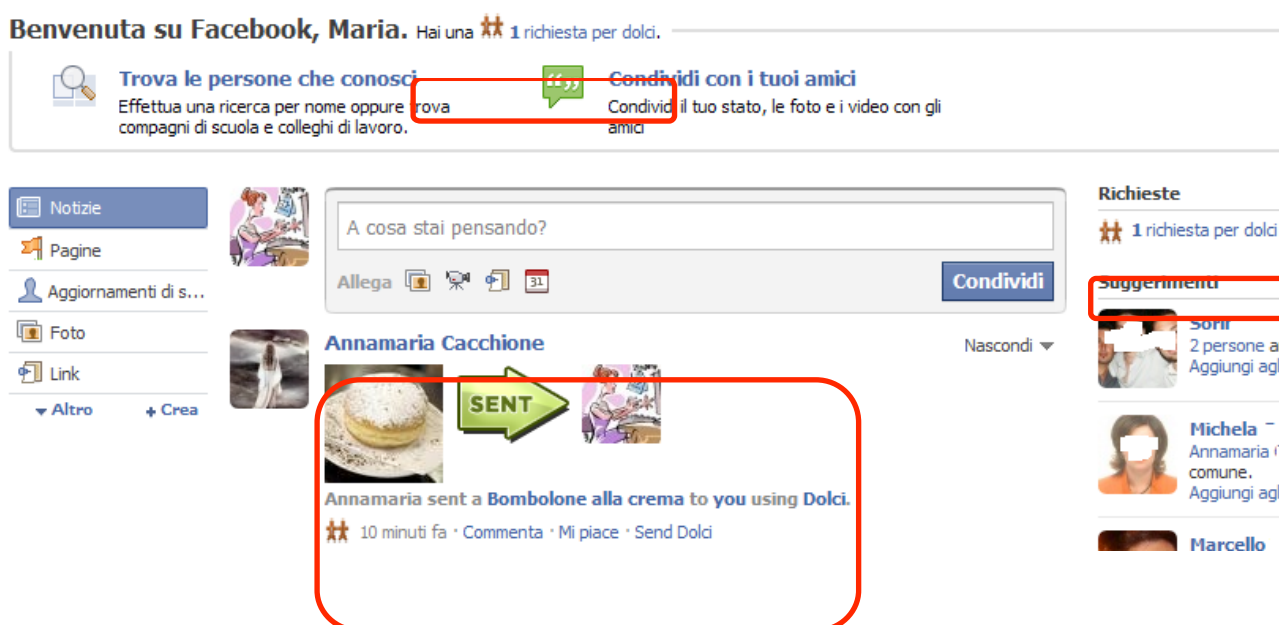 Benvenuta su Facebook, Maria. Hai una 1 richiesta per dolci.
Trova le persone che conosci
Effettua una ricerca per nome oppure trova
compagni di scuola e colleghi di lavoro.
Condividi con i tuoi amici
Condividi il tuo stato, le foto e i video con gli
amici
Notizie
Pagine
Aggiornamenti di s...
Foto
Link
Altro + Crea
A cosa stai pensando?
Allega 31 Condividi
Annamaria Cacchione Nascondi
SENT
Annamaria sent a Bombolone alla crema to you using Dolci.
10 minuti fa · Commenta · Mi piace · Send Dolci
Richieste
1 richiesta per dolci
Suggerimenti
2 persone a
Aggiungi agl
Michela
Annamaria
comune.
Aggiungi agl
Marcello